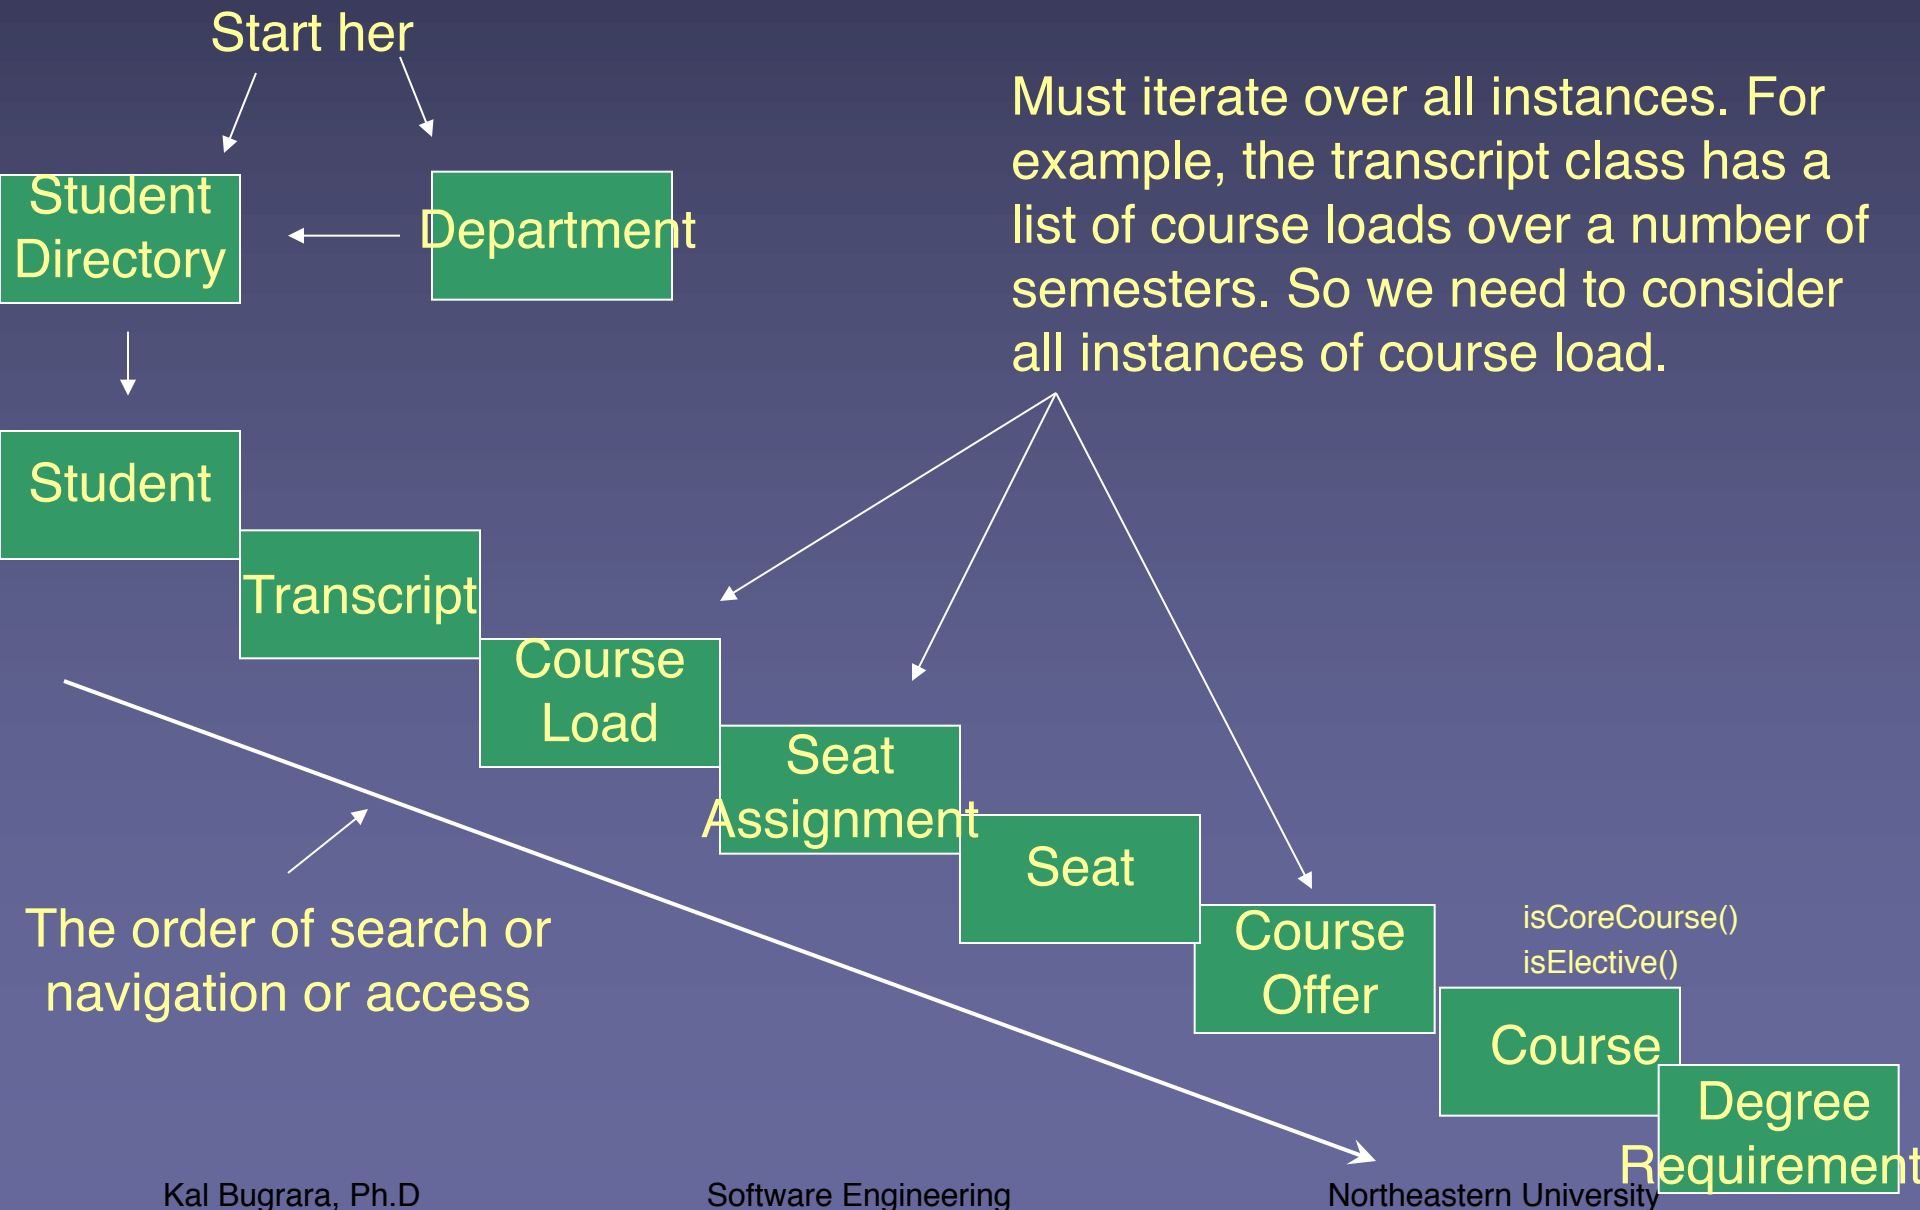 Start her
Must iterate over all instances. For
example, the transcript class has a
list of course loads over a number of
semesters. So we need to consider
all instances of course load.
Student
Directory
Department
Student
Transcript
Course
Load
Seat
Assignment
Seat
Course
Offer
isCoreCourse()
isElective()
Course
Degree
Requirement
The order of search or
navigation or access
Kal Bugrara, Ph.D
Software Engineering
Northeastern University